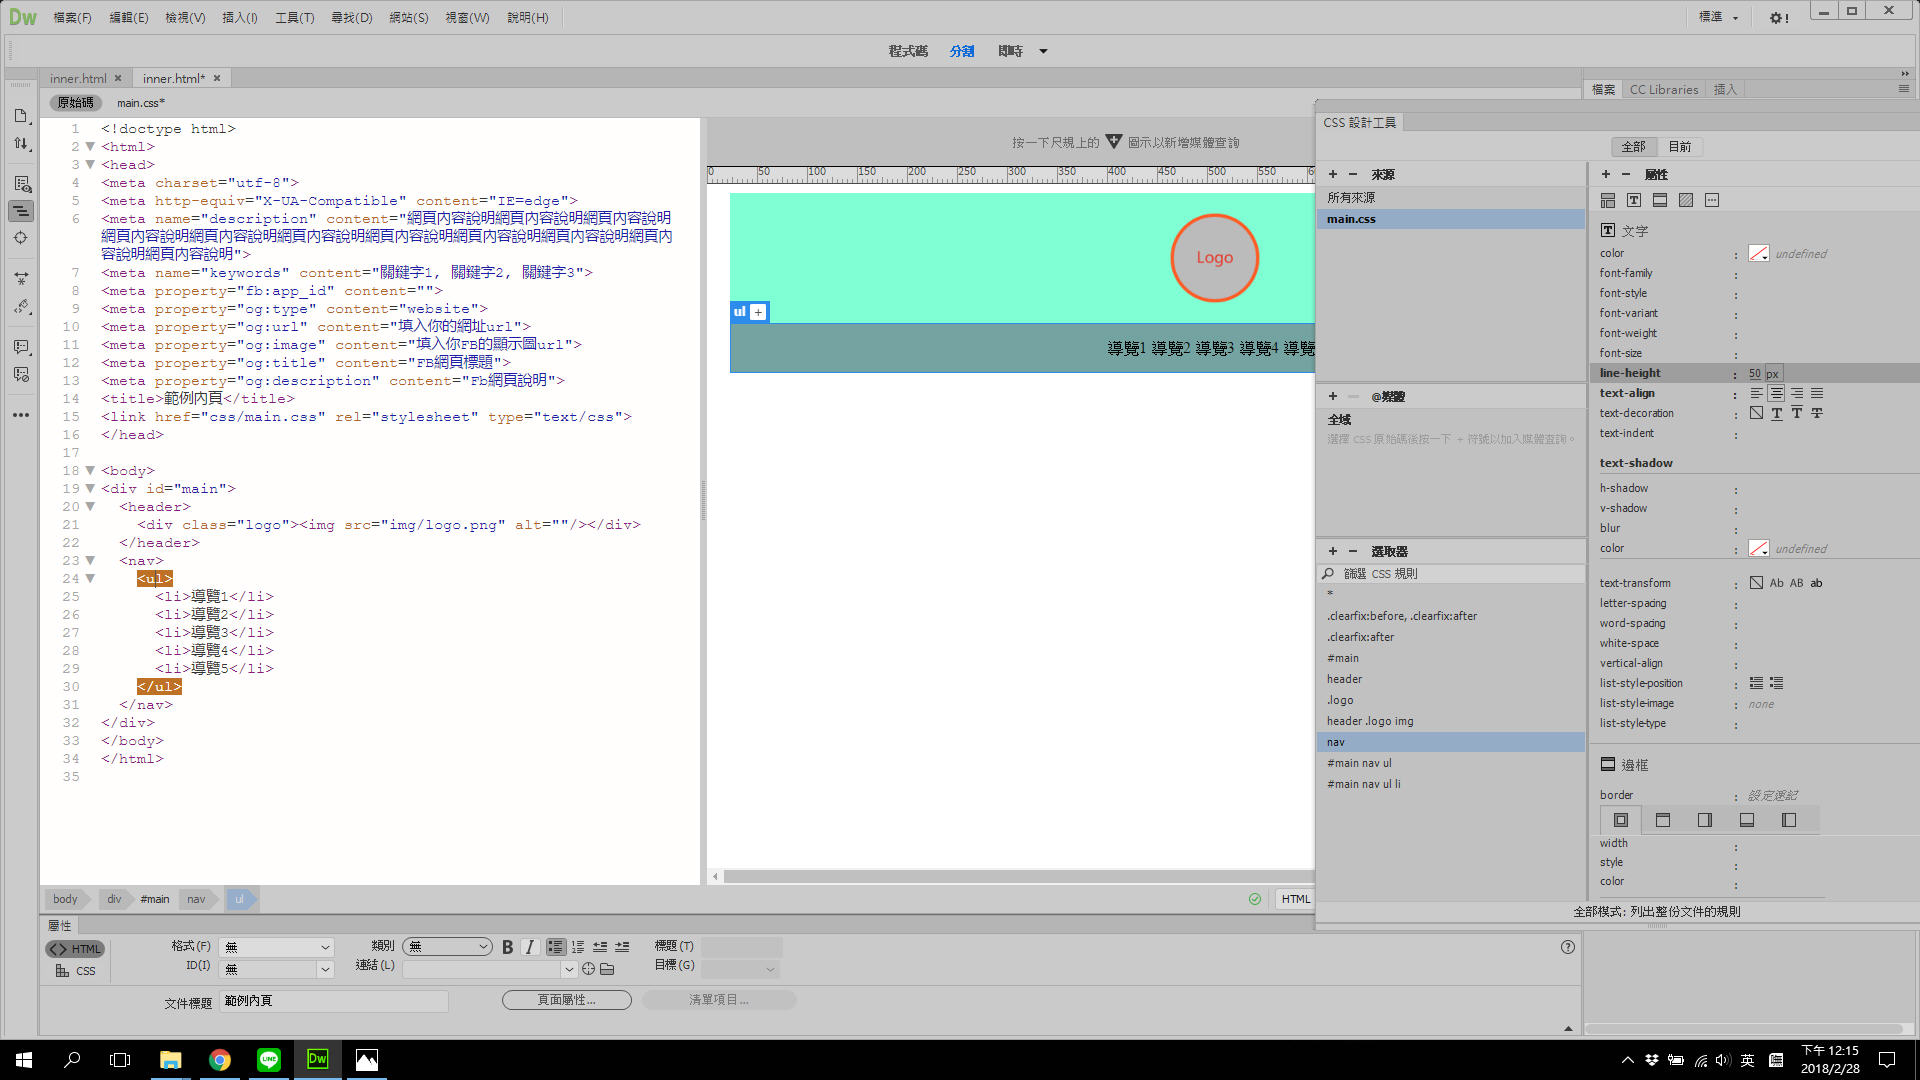 Dw 檔案(F) 編輯(E) 檢視(V) 插入(I) 工具(T) 尋找(D) 網站(S) 視窗(W) 說明(H) 標準
程式碼 分割 即時
inner.html inner.html*
原始碼 main.css*
1 <!doctype html>
2 <html>
3 <head>
4 <meta charset="utf-8">
5 <meta http-equiv="X-UA-Compatible" content="IE=edge">
6 <meta name="description" content="網頁內容說明網頁內容說明網頁內容說明
網頁內容說明網頁內容說明網頁內容說明網頁內容說明網頁內容說明網頁內容說明網頁內
容說明網頁內容說明">
7 <meta name="keywords" content="關鍵字1, 關鍵字2, 關鍵字3">
8 <meta property="fb:app_id" content="">
9 <meta property="og:type" content="website">
10 <meta property="og:url" content="填入你的網址url">
11 <meta property="og:image" content="填入你FB的顯示圖url">
12 <meta property="og:title" content="FB網頁標題">
13 <meta property="og:description" content="Fb網頁說明">
14 <title>範例內頁</title>
15 <link href="css/main.css" rel="stylesheet" type="text/css">
16 </head>
17
18 <body>
19 <div id="main">
20 <header>
21 <div class="logo"><img src="img/logo.png" alt=""/></div>
22 </header>
23 <nav>
24 <ul>
25 <li>導覽1</li>
26 <li>導覽2</li>
27 <li>導覽3</li>
28 <li>導覽4</li>
29 <li>導覽5</li>
30 </ul>
31 </nav>
32 </div>
33 </body>
34 </html>
35
按一下尺規上的 圖示以新增媒體查詢
0 50 100 150 200 250 300 350 400 450 500 550
Logo
ul +
導覽1 導覽2 導覽3 導覽4 導覽
檔案 CC Libraries 插入
CSS 設計工具
全部 目前
+ − 來源
所有來源
main.css
+ − @媒體
全域
選擇 CSS 原始碼後按一下 + 符號以加入媒體查詢。
+ − 選取器
篩選 CSS 規則
*
.clearfix:before, .clearfix:after
.clearfix:after
#main
header
.logo
header .logo img
nav
#main nav ul
#main nav ul li
+ − 屬性
文字
color : undefined
font-family :
font-style :
font-variant :
font-weight :
font-size :
line-height : 50 px
text-align :
text-decoration :
text-indent :
text-shadow
h-shadow :
v-shadow :
blur :
color : undefined
text-transform : Ab AB ab
letter-spacing :
word-spacing :
white-space :
vertical-align :
list-style-position :
list-style-image : none
list-style-type :
邊框
border : 設定速記
width :
style :
color :
全部模式: 列出整份文件的規則
body div #main nav ul HTML
屬性
<> HTML 格式(F) 無 類別 無 B I 標題(T)
CSS ID(I) 無 連結(L) 目標(G)
文件標題 範例內頁 頁面屬性... 清單項目...
Dw 英 下午 12:15
2018/2/28